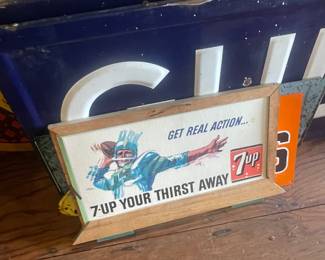 GET REAL ACTION...
7up
7-UP YOUR THIRST AWAY